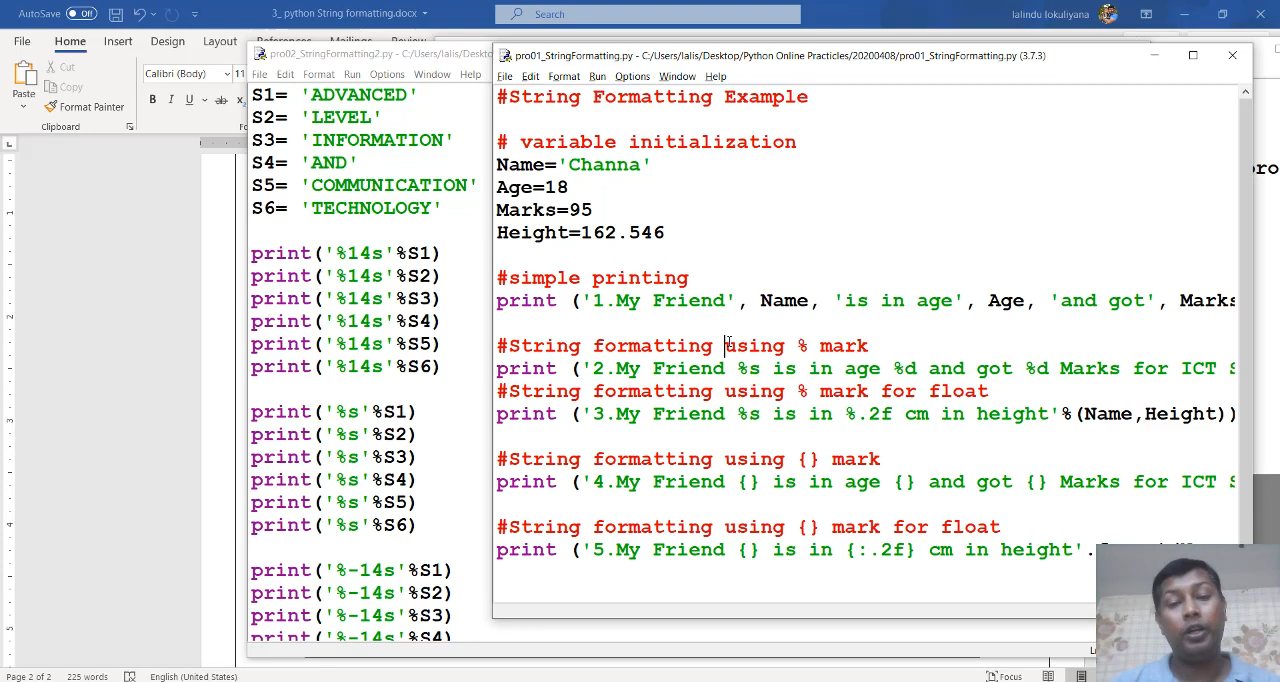 AutoSave Off
3_ python String formatting.docx
Search
lalindu lokuliyana
File Home Insert Draw Design Layout
Paste
Cut
Copy
Format Painter
Clipboard
Calibri (Body) 11
B I U ab
pro02_StringFormatting2.py - C:/Users/lalis/Deskto
File Edit Format Run Options Window Help
S1= 'ADVANCED'
S2= 'LEVEL'
S3= 'INFORMATION'
S4= 'AND'
S5= 'COMMUNICATION'
S6= 'TECHNOLOGY'
print('%14s'%S1)
print('%14s'%S2)
print('%14s'%S3)
print('%14s'%S4)
print('%14s'%S5)
print('%14s'%S6)
print('%s'%S1)
print('%s'%S2)
print('%s'%S3)
print('%s'%S4)
print('%s'%S5)
print('%s'%S6)
print('%-14s'%S1)
print('%-14s'%S2)
print('%-14s'%S3)
print('%-14s'%S4)
pro01_StringFormatting.py - C:/Users/lalis/Desktop/Python Online Practicles/20200408/pro01_StringFormatting.py (3.7.3)
File Edit Format Run Options Window Help
#String Formatting Example
# variable initialization
Name='Channa'
Age=18
Marks=95
Height=162.546
#simple printing
print ('1.My Friend', Name, 'is in age', Age, 'and got', Marks
#String formatting using % mark
print ('2.My Friend %s is in age %d and got %d Marks for ICT S
#String formatting using % mark for float
print ('3.My Friend %s is in %.2f cm in height'%(Name,Height))
#String formatting using {} mark
print ('4.My Friend {} is in age {} and got {} Marks for ICT S
#String formatting using {} mark for float
print ('5.My Friend {} is in {:.2f} cm in height'.
pro
Page 2 of 2 225 words English (United States)
Focus